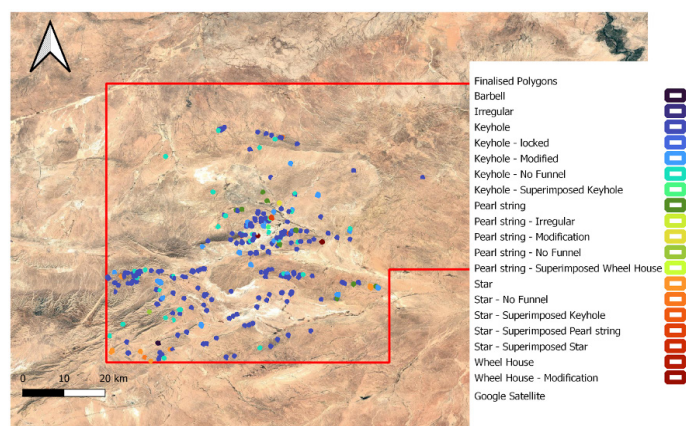 Finalised Polygons
Barbell
Irregular
Keyhole
Keyhole - locked
Keyhole - Modified
Keyhole - No Funnel
Keyhole - Superimposed Keyhole
Pearl string
Pearl string - Irregular
Pearl string - Modification
Pearl string - No Funnel
Pearl string - Superimposed Wheel House
Star
Star - No Funnel
Star - Superimposed Keyhole
Star - Superimposed Pearl string
Star - Superimposed Star
Wheel House
Wheel House - Modification
Google Satellite
0 10 20 km